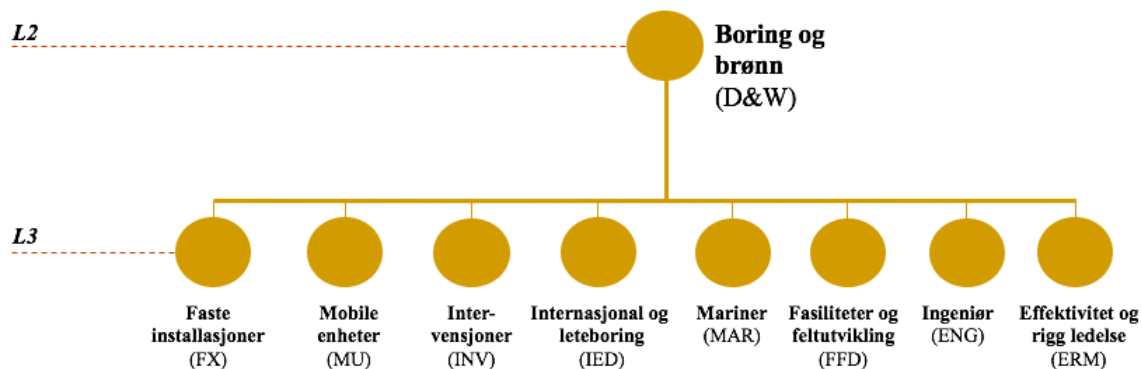 L2
Boring og
brønn
(D&W)
L3
Faste
installasjoner
(FX)
Mobile
enheter
(MU)
Inter-
vensjoner
(INV)
Internasjonal og
leteboring
(IED)
Mariner
(MAR)
Fasiliteter og
feltutvikling
(FFD)
Ingeniør
(ENG)
Effektivitet og
rigg ledelse
(ERM)